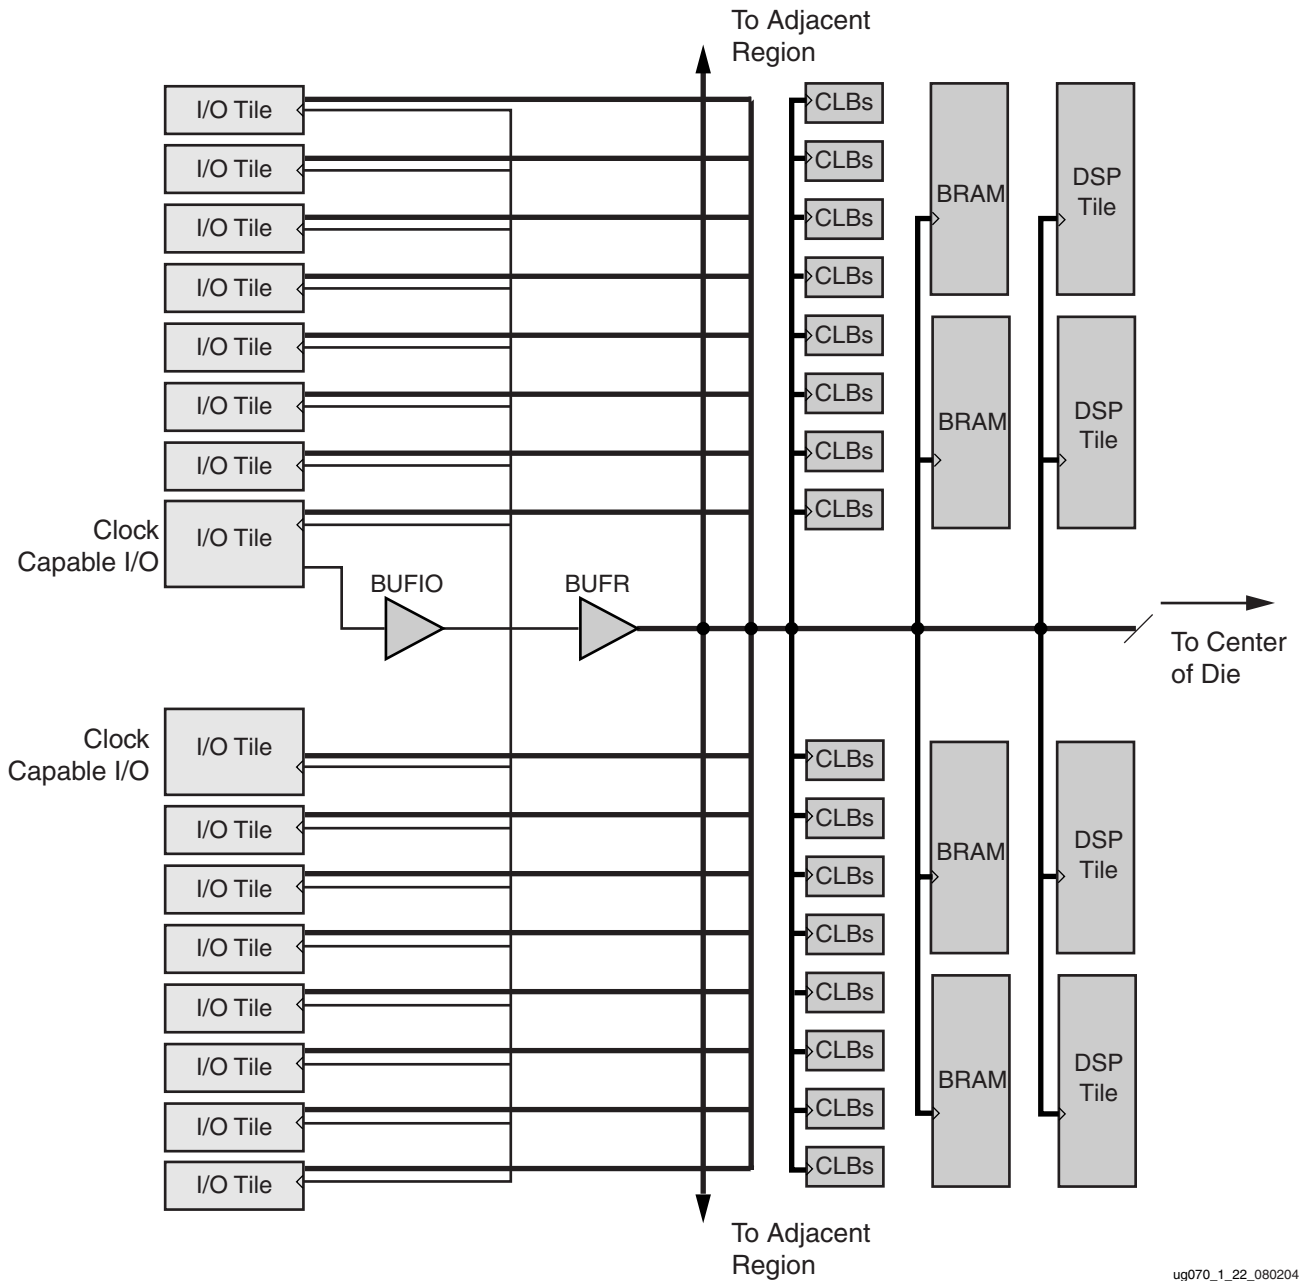 To Adjacent
Region
I/O Tile
CLBs
I/O Tile
CLBs
BRAM
DSP
Tile
I/O Tile
CLBs
I/O Tile
CLBs
I/O Tile
CLBs
I/O Tile
CLBs
BRAM
DSP
Tile
I/O Tile
CLBs
Clock
Capable I/O
I/O Tile
CLBs
BUFIO
BUFR
To Center
of Die
Clock
Capable I/O
I/O Tile
CLBs
I/O Tile
CLBs
BRAM
DSP
Tile
I/O Tile
CLBs
I/O Tile
CLBs
I/O Tile
CLBs
I/O Tile
CLBs
BRAM
DSP
Tile
I/O Tile
CLBs
I/O Tile
CLBs
To Adjacent
Region
ug070_1_22_080204